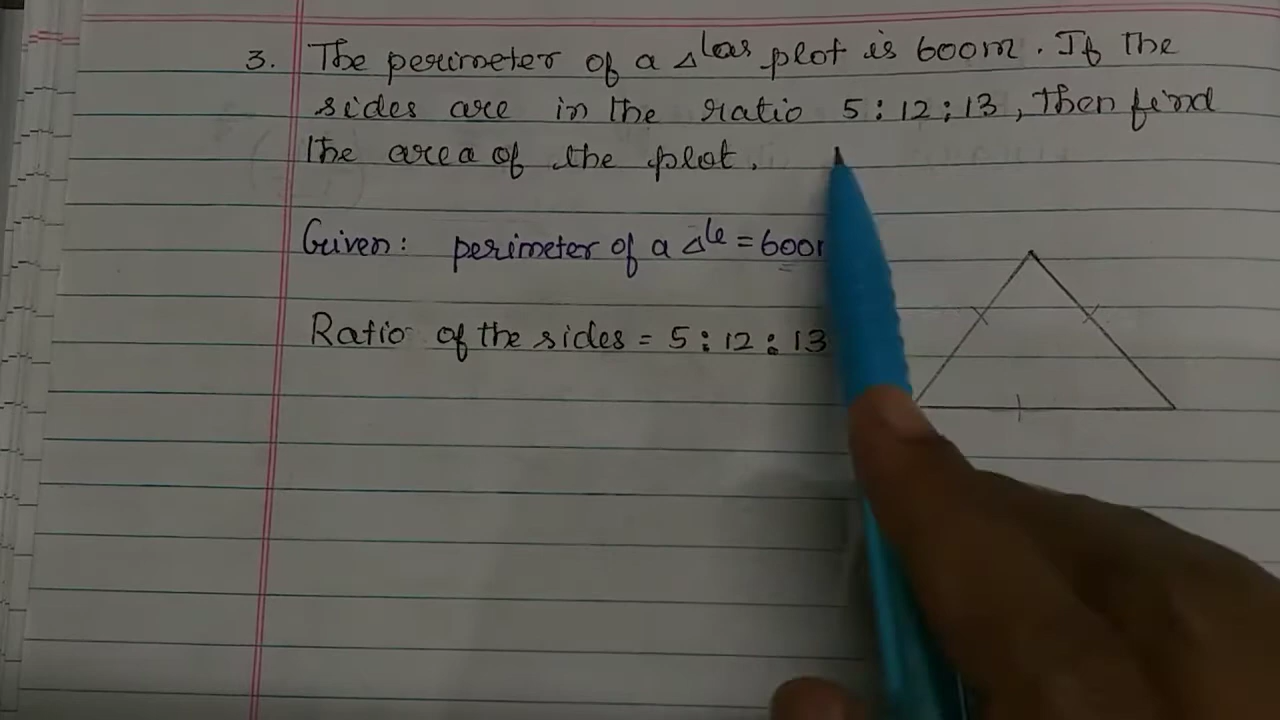 3. The perimeter of a Δlar plot is 600m. If the
sides are in the ratio 5:12:13, then find
the area of the plot.
Given: perimeter of a Δle = 600
Ratio of the sides = 5:12:13